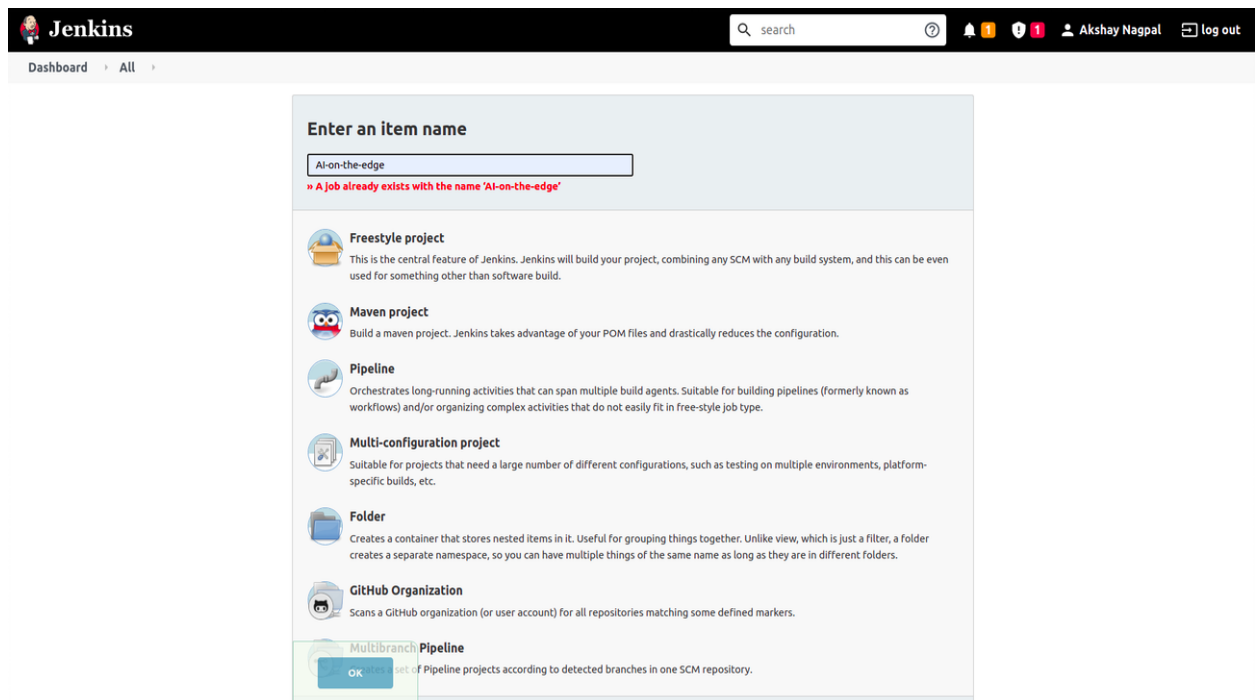 Jenkins
search
1
1
Akshay Nagpal
log out
Dashboard
All
Enter an item name
AI-on-the-edge
» A job already exists with the name ‘AI-on-the-edge’
Freestyle project
This is the central feature of Jenkins. Jenkins will build your project, combining any SCM with any build system, and this can be even
used for something other than software build.
Maven project
Build a maven project. Jenkins takes advantage of your POM files and drastically reduces the configuration.
Pipeline
Orchestrates long-running activities that can span multiple build agents. Suitable for building pipelines (formerly known as
workflows) and/or organizing complex activities that do not easily fit in free-style job type.
Multi-configuration project
Suitable for projects that need a large number of different configurations, such as testing on multiple environments, platform-
specific builds, etc.
Folder
Creates a container that stores nested items in it. Useful for grouping things together. Unlike view, which is just a filter, a folder
creates a separate namespace, so you can have multiple things of the same name as long as they are in different folders.
GitHub Organization
Scans a GitHub organization (or user account) for all repositories matching some defined markers.
Multibranch Pipeline
Creates a set of Pipeline projects according to detected branches in one SCM repository.
OK